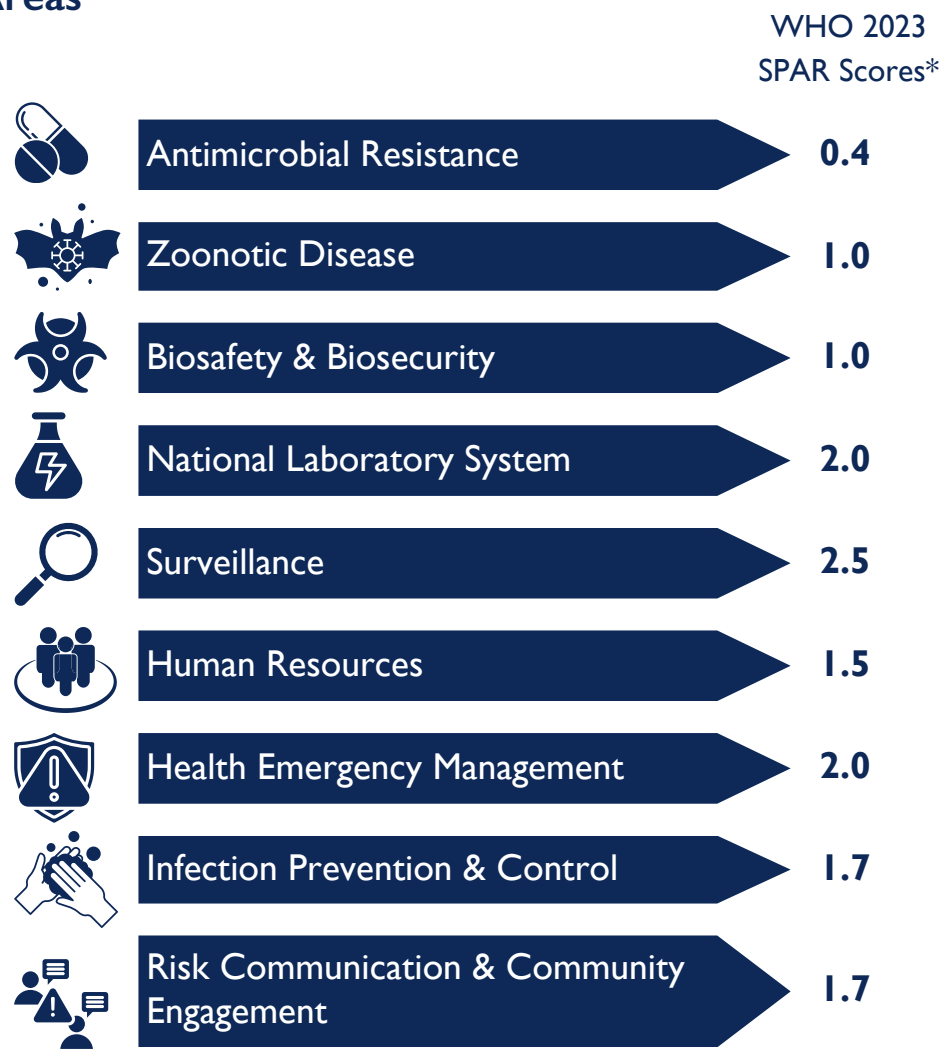 Areas
WHO 2023
SPAR Scores*
Antimicrobial Resistance 0.4
Zoonotic Disease 1.0
Biosafety & Biosecurity 1.0
National Laboratory System 2.0
Surveillance 2.5
Human Resources 1.5
Health Emergency Management 2.0
Infection Prevention & Control 1.7
Risk Communication & Community
Engagement
1.7